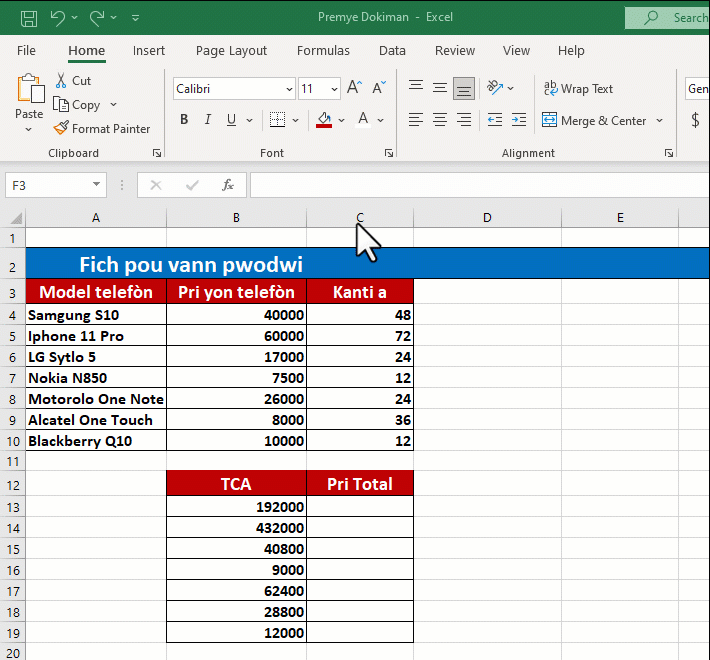 Premye Dokiman - Excel
Search
File Home Insert Page Layout Formulas Data Review View Help
Paste
Cut
Copy
Format Painter
Clipboard
Calibri 11 A A
B I U A
Font
ab Wrap Text
Merge & Center
Alignment
Gen
$
F3 fx
A B C D E
1
2 Fich pou vann pwodwi
3 Model telefòn Pri yon telefòn Kanti a
4 Samgung S10 40000 48
5 Iphone 11 Pro 60000 72
6 LG Sytlo 5 17000 24
7 Nokia N850 7500 12
8 Motorolo One Note 26000 24
9 Alcatel One Touch 8000 36
10 Blackberry Q10 10000 12
11
12 TCA Pri Total
13 192000
14 432000
15 40800
16 9000
17 62400
18 28800
19 12000
20